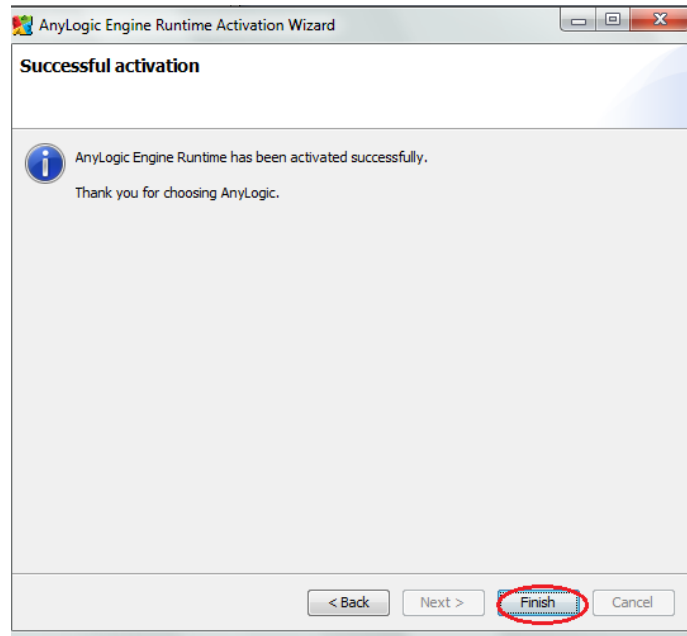 AnyLogic Engine Runtime Activation Wizard
Successful activation
AnyLogic Engine Runtime has been activated successfully.
Thank you for choosing AnyLogic.
< Back Next > Finish Cancel